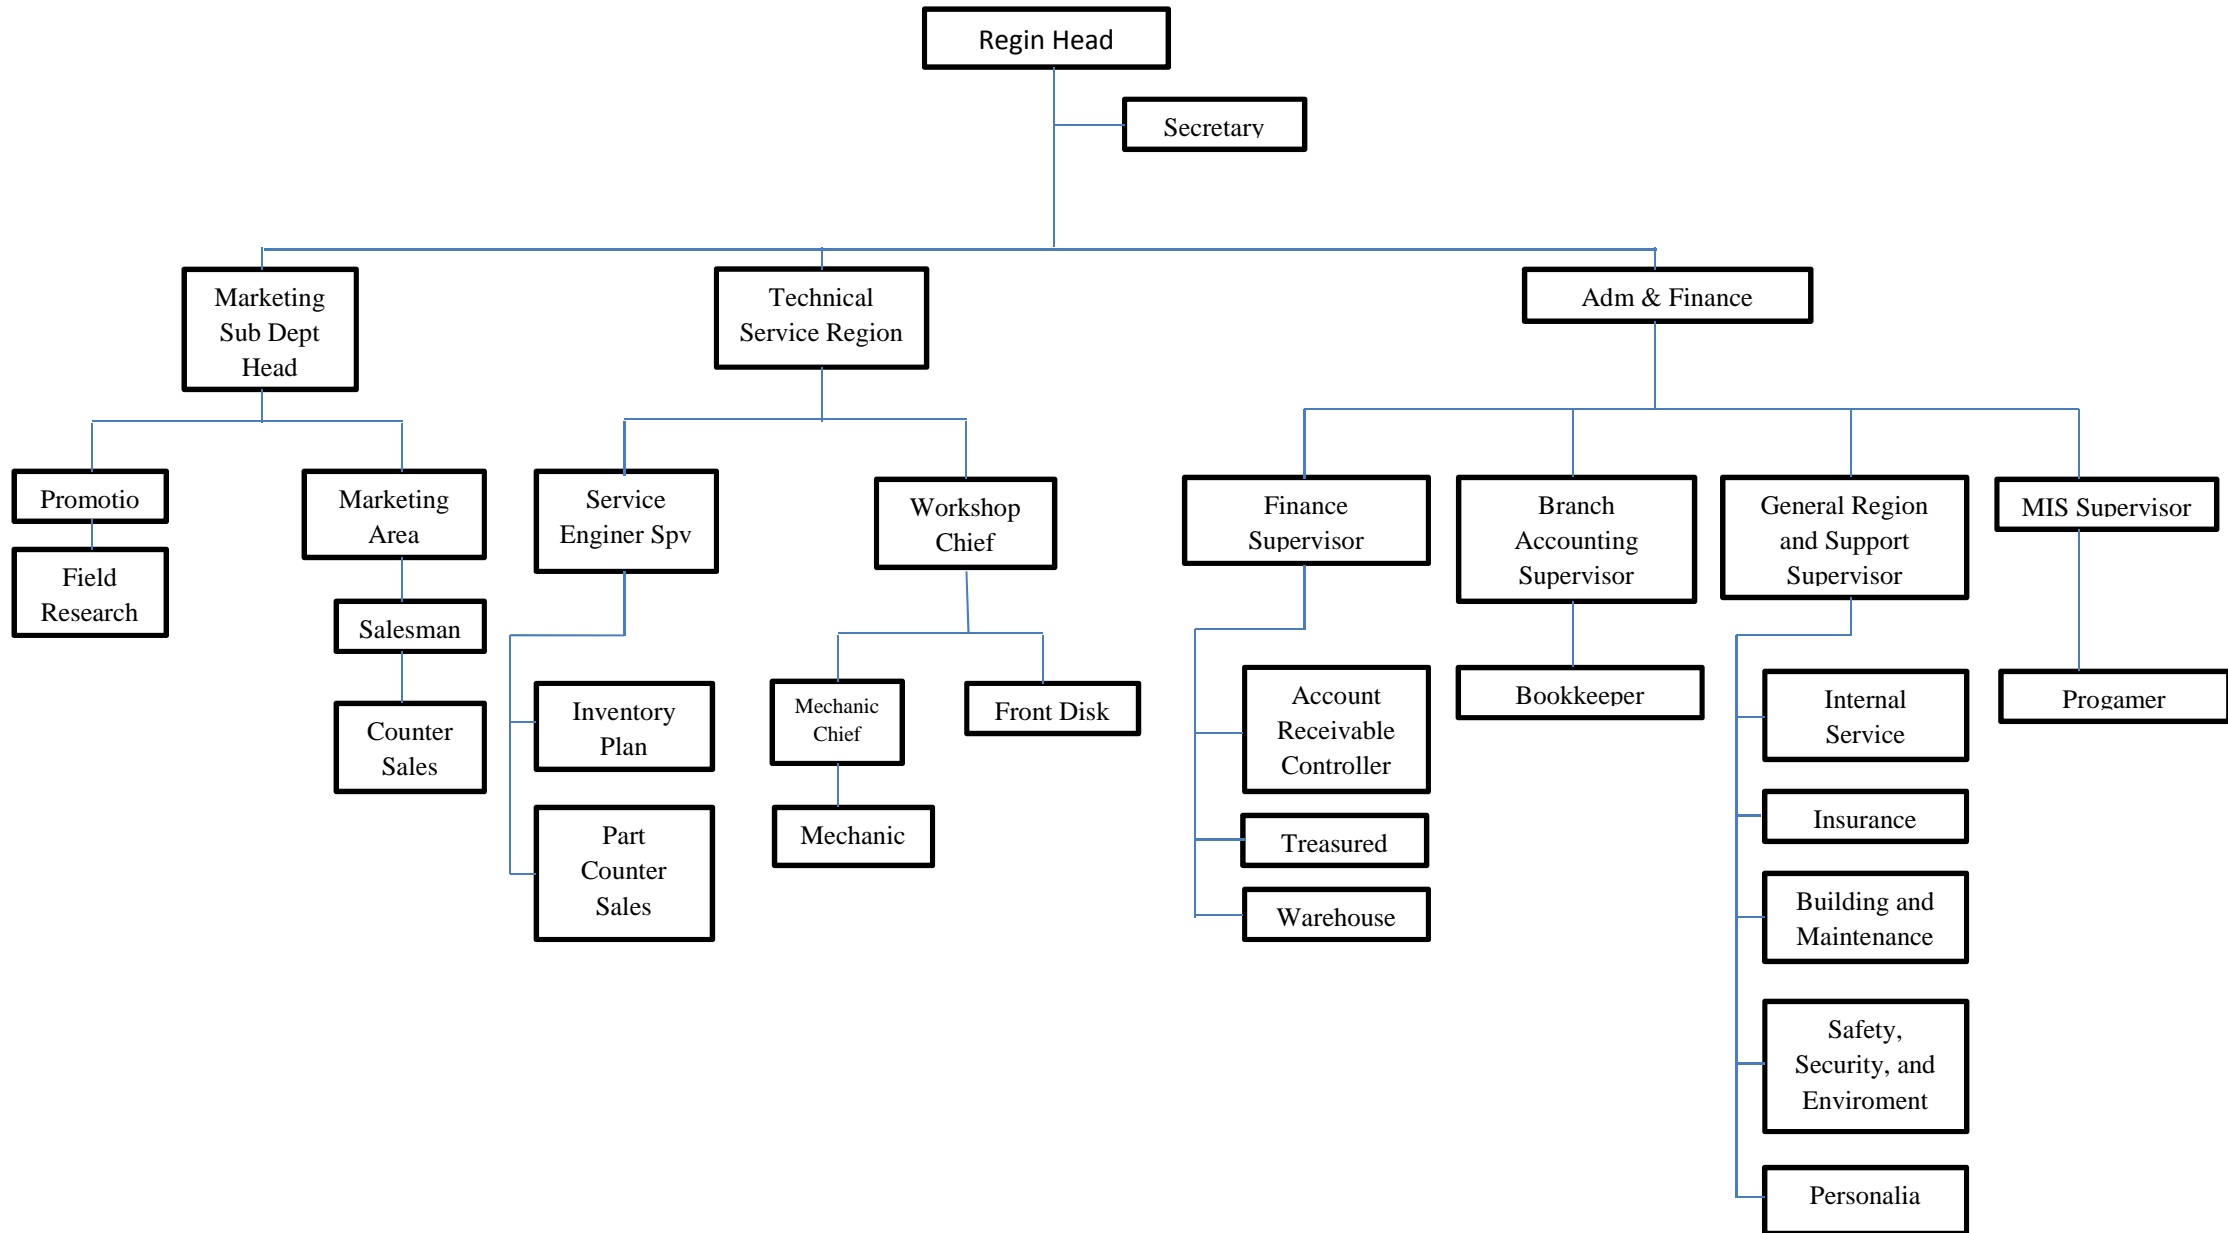 Regin Head
Secretary
Marketing
Sub Dept
Head
Technical
Service Region
Adm & Finance
Promotio
Field
Research
Marketing
Area
Salesman
Counter
Sales
Service
Enginer Spv
Inventory
Plan
Part
Counter
Sales
Workshop
Chief
Mechanic
Chief
Mechanic
Front Disk
Finance
Supervisor
Account
Receivable
Controller
Treasured
Warehouse
Branch
Accounting
Supervisor
Bookkeeper
General Region
and Support
Supervisor
Internal
Service
Insurance
Building and
Maintenance
Safety,
Security, and
Enviroment
Personalia
MIS Supervisor
Progamer